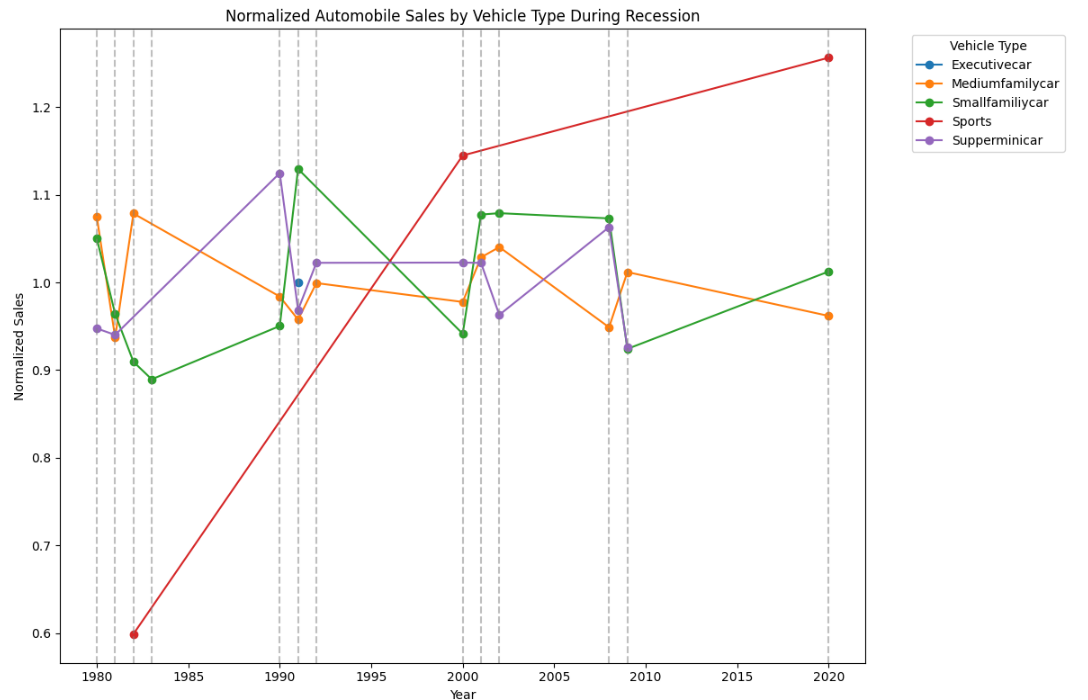 Normalized Automobile Sales by Vehicle Type During Recession
Vehicle Type
Executivecar
Mediumfamilycar
Smallfamiliycar
Sports
Supperminicar
Normalized Sales
1.2
1.1
1.0
0.9
0.8
0.7
0.6
1980
1985
1990
1995
2000
2005
2010
2015
2020
Year